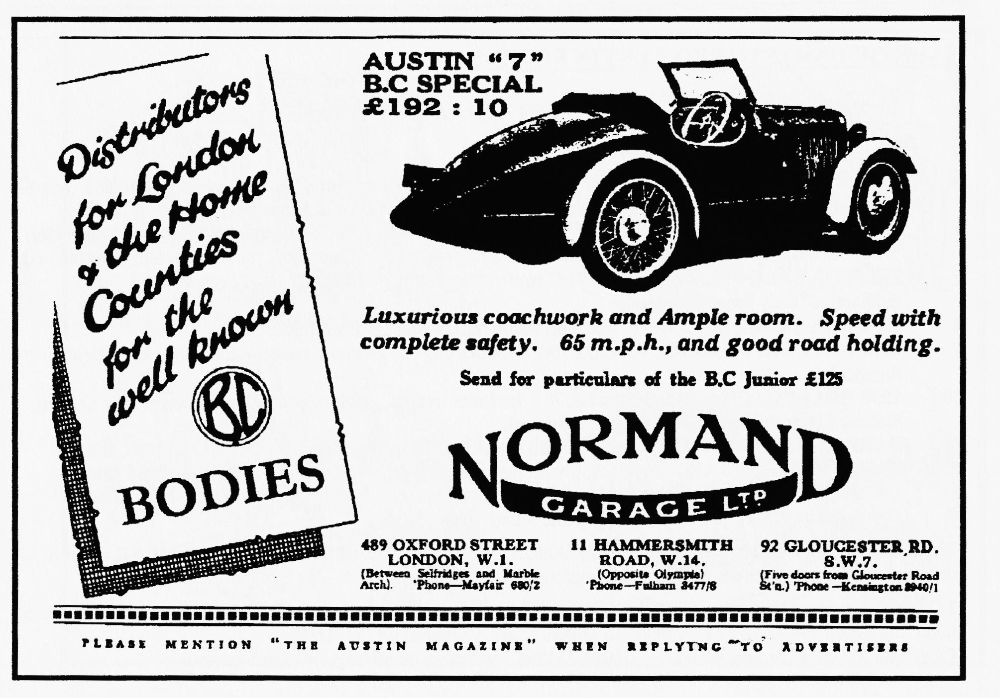 Distributors
for London
& the Home
Counties
for the
well known
BC
BODIES
AUSTIN “7”
B.C SPECIAL
£192 : 10
Luxurious coachwork and Ample room. Speed with
complete safety. 65 m.p.h., and good road holding.
Send for particulars of the B.C Junior £125
NORMAND
GARAGE LTD
489 OXFORD STREET
LONDON, W.1.
(Between Selfridges and Marble
Arch). 'Phone—Mayfair 680/2
11 HAMMERSMITH
ROAD, W.14.
(Opposite Olympia)
'Phone—Fulham 3477/8
92 GLOUCESTER RD.
S.W.7.
(Five doors from Gloucester Road
St'n.) 'Phone—Kensington 8940/1
PLEASE MENTION “THE AUSTIN MAGAZINE” WHEN REPLYING TO ADVERTISERS